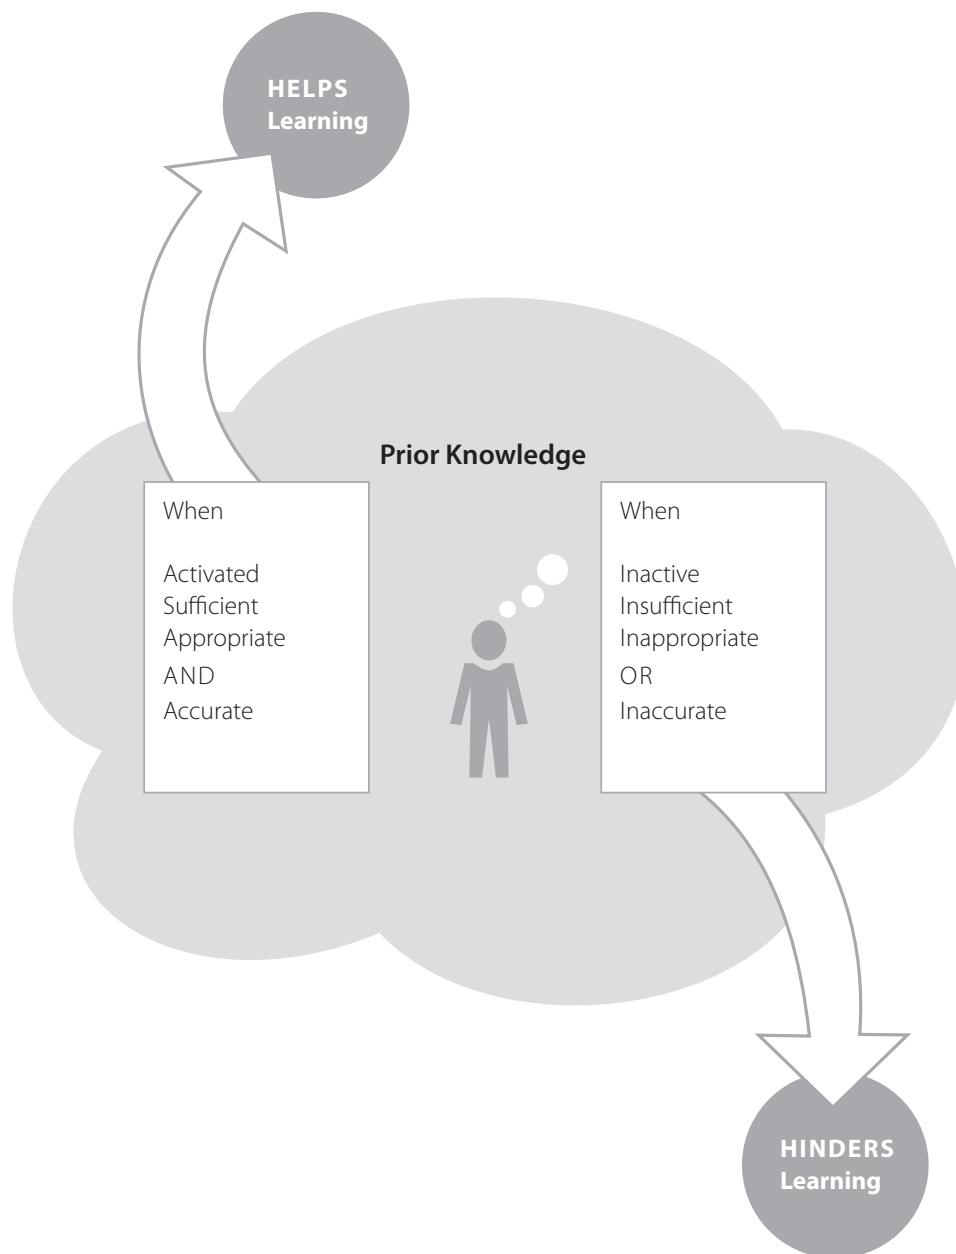 HELPS
Learning
Prior Knowledge
When
Activated
Sufficient
Appropriate
AND
Accurate
When
Inactive
Insufficient
Inappropriate
OR
Inaccurate
HINDERS
Learning